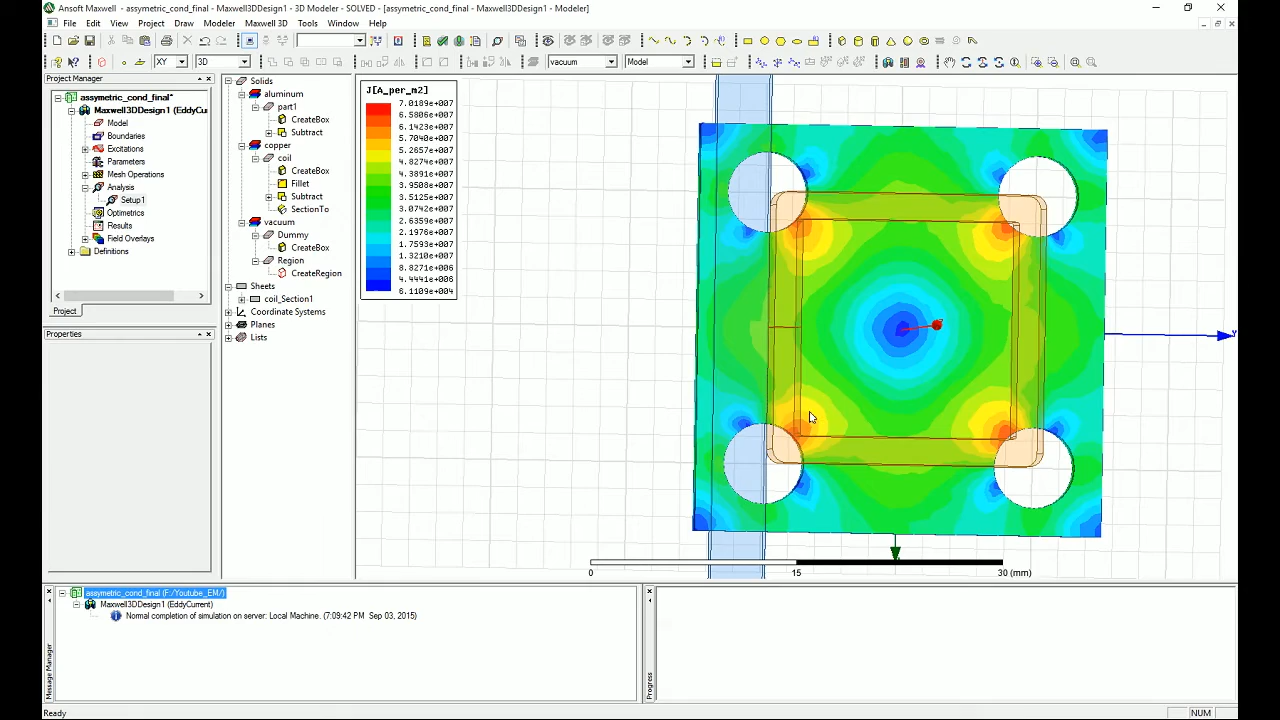 Ansoft Maxwell - assymetric_cond_final - Maxwell3DDesign1 - 3D Modeler - SOLVED - [assymetric_cond_final - Maxwell3DDesign1 - Modeler]
File Edit View Project Draw Modeler Maxwell 3D Tools Window Help
XY 3D vacuum Model
Project Manager
assymetric_cond_final*
Maxwell3DDesign1 (EddyCu
Model
Boundaries
Excitations
Parameters
Mesh Operations
Analysis
Setup1
Optimetrics
Results
Field Overlays
Definitions
Project
Properties
Solids
aluminum
part1
CreateBox
Subtract
copper
coil
CreateBox
Fillet
Subtract
SectionTo
vacuum
Dummy
CreateBox
Region
CreateRegion
Sheets
coil_Section1
Coordinate Systems
Planes
Lists
J[A_per_m2]
7.0189e+007
6.5806e+007
6.1423e+007
5.7040e+007
5.2657e+007
4.8274e+007
4.3891e+007
3.9508e+007
3.5125e+007
3.0742e+007
2.6359e+007
2.1976e+007
1.7593e+007
1.3210e+007
8.8271e+006
4.4441e+006
6.1109e+004
0 15 30 (mm)
assymetric_cond_final (F:/Youtube_EM/)
Maxwell3DDesign1 (EddyCurrent)
Normal completion of simulation on server: Local Machine. (7:09:42 PM Sep 03, 2015)
Message Manager
Progress
Ready
NUM